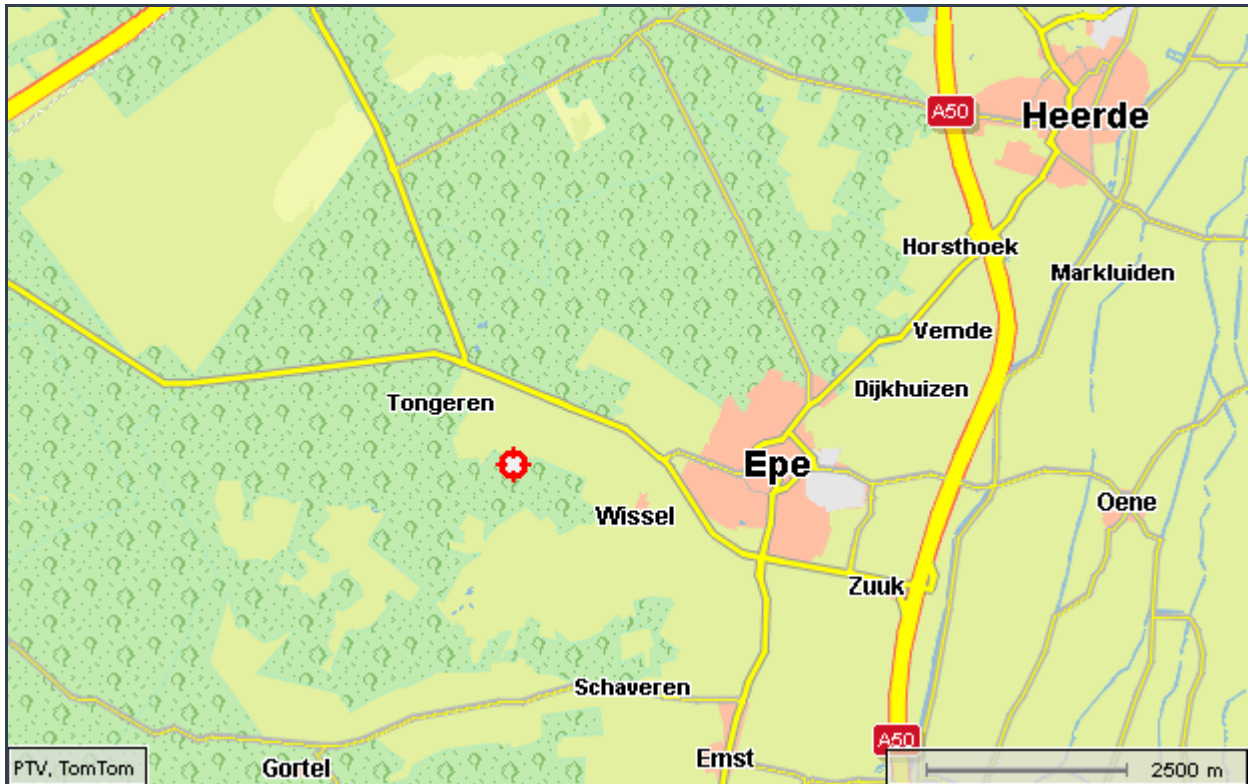 A50
Heerde
Horsthoek
Markluiden
Vemde
Dijkhuizen
Tongeren
Epe
Oene
Wissel
Zuuk
Schaveren
A50
Emst
Gortel
PTV, TomTom
2500 m